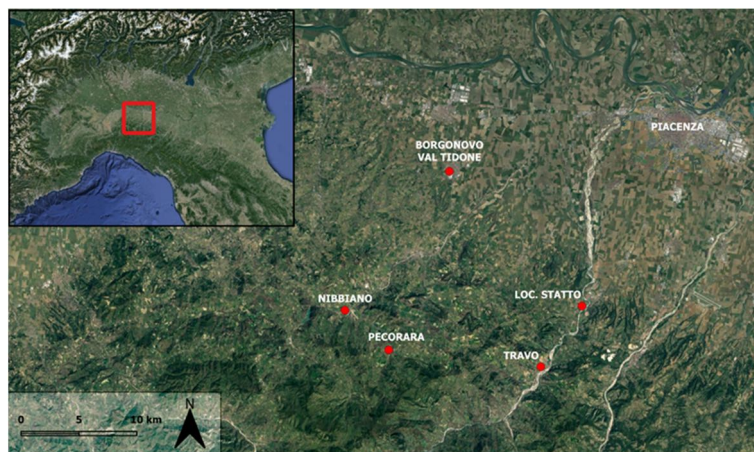 PIACENZA
BORGONOVO
VAL TIDONE
NIBBIANO
LOC. STATTO
PECORARA
TRAVO
N
0 5 10 km